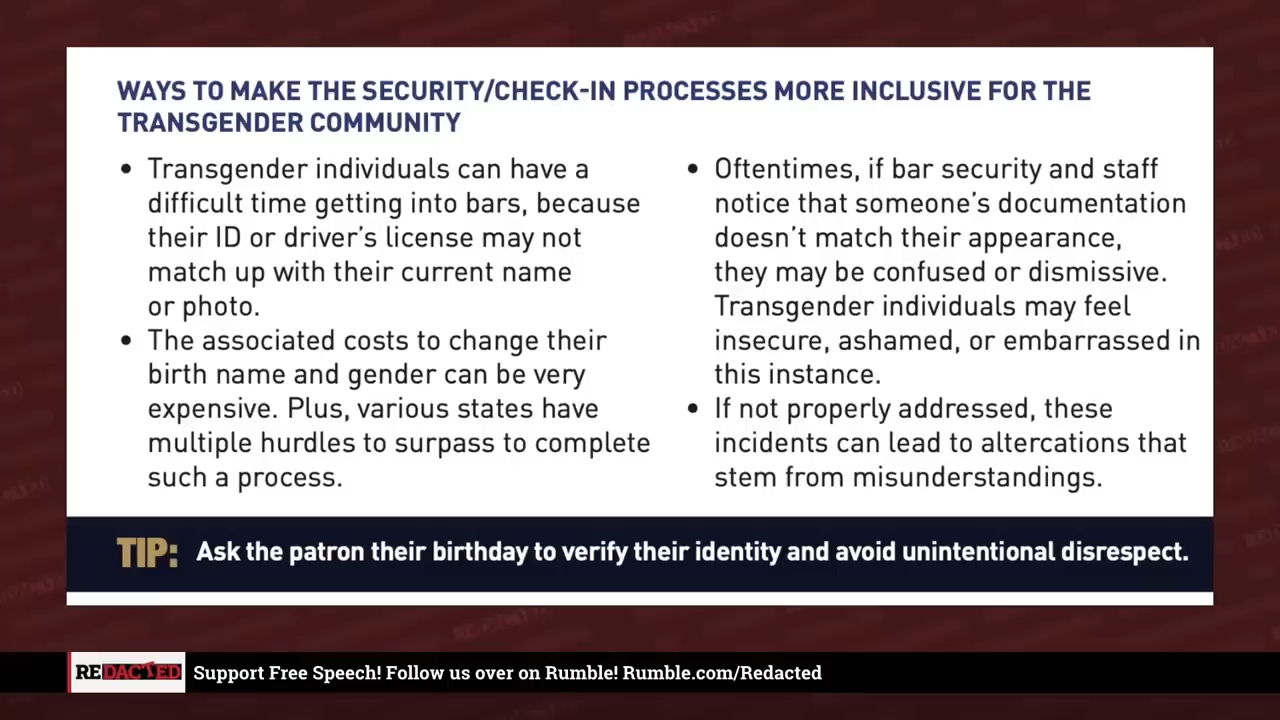 WAYS TO MAKE THE SECURITY/CHECK-IN PROCESSES MORE INCLUSIVE FOR THE
TRANSGENDER COMMUNITY
• Transgender individuals can have a
difficult time getting into bars, because
their ID or driver's license may not
match up with their current name
or photo.
• The associated costs to change their
birth name and gender can be very
expensive. Plus, various states have
multiple hurdles to surpass to complete
such a process.
• Oftentimes, if bar security and staff
notice that someone's documentation
doesn't match their appearance,
they may be confused or dismissive.
Transgender individuals may feel
insecure, ashamed, or embarrassed in
this instance.
• If not properly addressed, these
incidents can lead to altercations that
stem from misunderstandings.
TIP: Ask the patron their birthday to verify their identity and avoid unintentional disrespect.
REDACTED Support Free Speech! Follow us over on Rumble! Rumble.com/Redacted